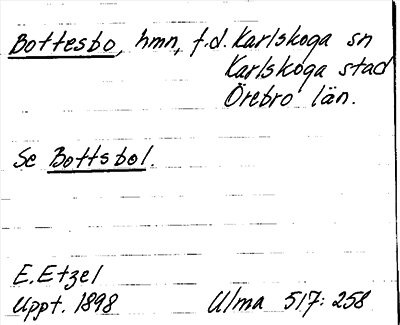 Bottesbo, hmn, f.d. Karlskoga sn
Karlskoga stad
Örebro län.
Se Bottsbol.
E. Etzel
Uppt. 1898 Ulma 517: 258